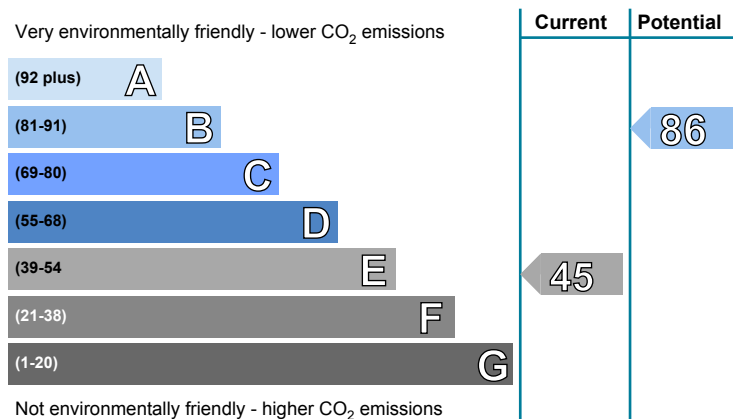 Current Potential
Very environmentally friendly - lower CO2 emissions
(92 plus) A
(81-91) B 86
(69-80) C
(55-68) D
(39-54 E 45
(21-38) F
(1-20) G
Not environmentally friendly - higher CO2 emissions